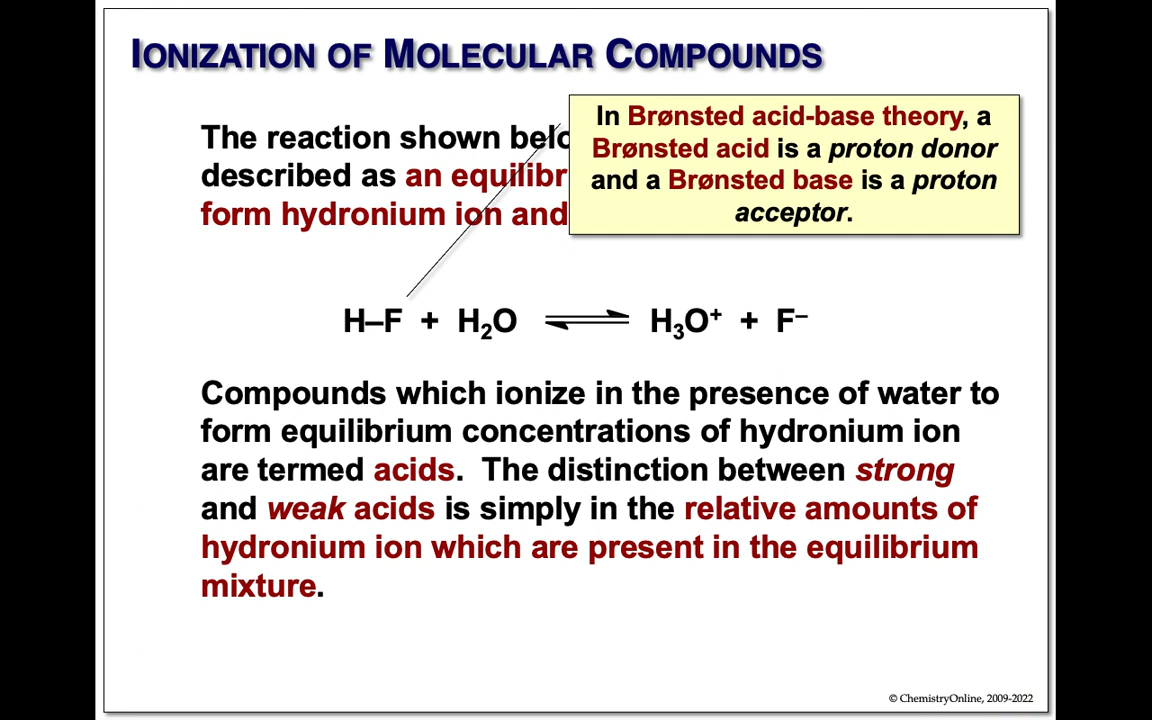 IONIZATION OF MOLECULAR COMPOUNDS
The reaction shown
described as an
form hydronium ion and
In Brønsted acid-base theory, a
Brønsted acid is a proton donor
and a Brønsted base is a proton
acceptor.
H–F + H₂O ⇌ H₃O⁺ + F⁻
Compounds which ionize in the presence of water to
form equilibrium concentrations of hydronium ion
are termed acids. The distinction between strong
and weak acids is simply in the relative amounts of
hydronium ion which are present in the equilibrium
mixture.
© ChemistryOnline, 2009-2022